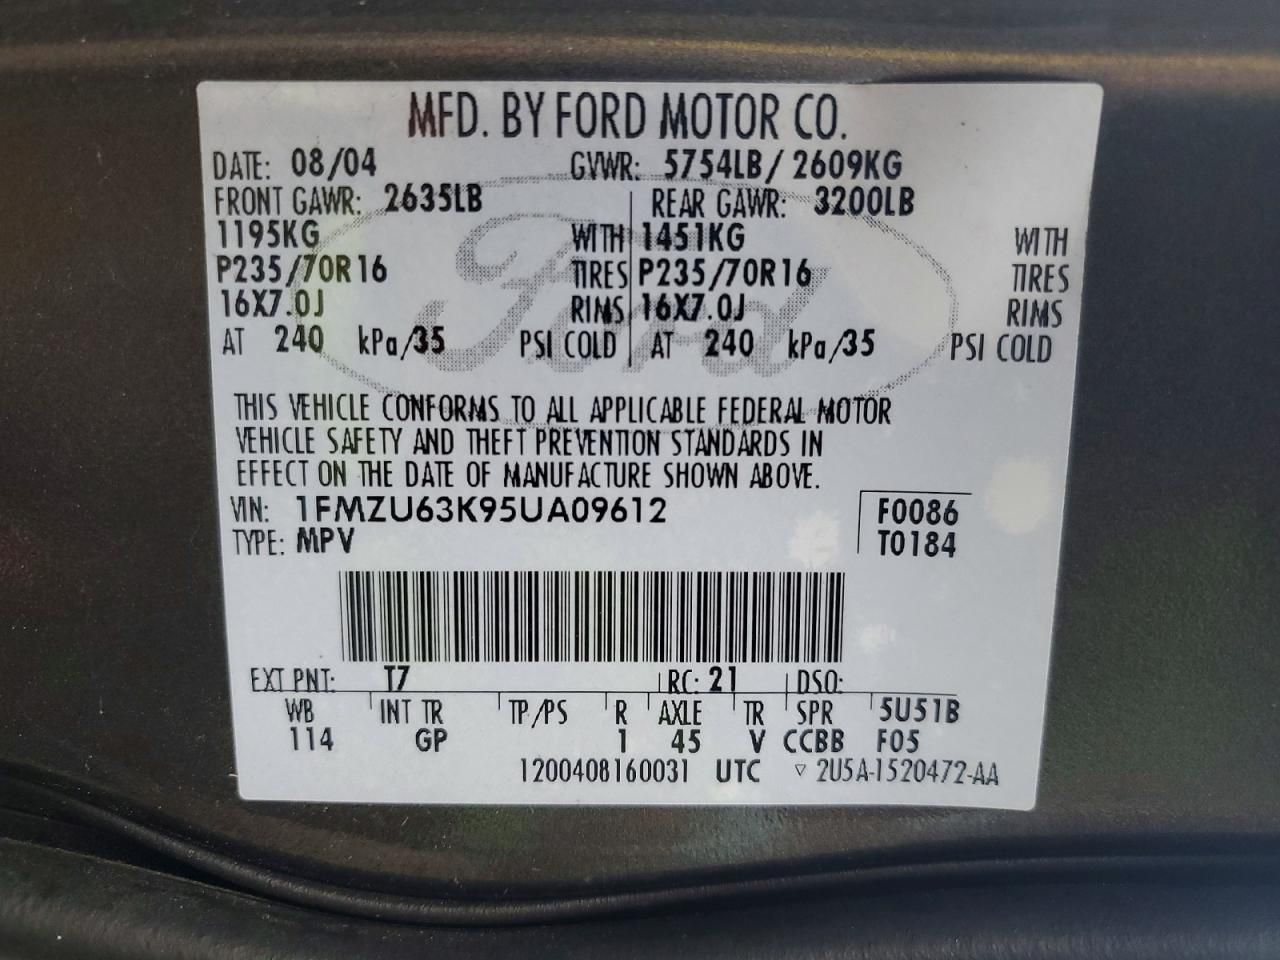 MFD. BY FORD MOTOR CO.
DATE: 08/04 GVWR: 5754LB/ 2609KG
FRONT GAWR: 2635LB REAR GAWR: 3200LB
1195KG WITH 1451KG WITH
P235/70R16 TIRES P235/70R16 TIRES
16X7.0J RIMS 16X7.0J RIMS
AT 240 kPa/35 PSI COLD AT 240 kPa/35 PSI COLD
Ford
THIS VEHICLE CONFORMS TO ALL APPLICABLE FEDERAL MOTOR
VEHICLE SAFETY AND THEFT PREVENTION STANDARDS IN
EFFECT ON THE DATE OF MANUFACTURE SHOWN ABOVE.
VIN: 1FMZU63K95UA09612 F0086
TYPE: MPV T0184
EXT PNT: T7 RC: 21 DSO:
WB INT TR TP/PS R AXLE TR SPR 5U51B
114 GP 1 45 V CCBB F05
1200408160031 UTC ▽ 2U5A-1520472-AA